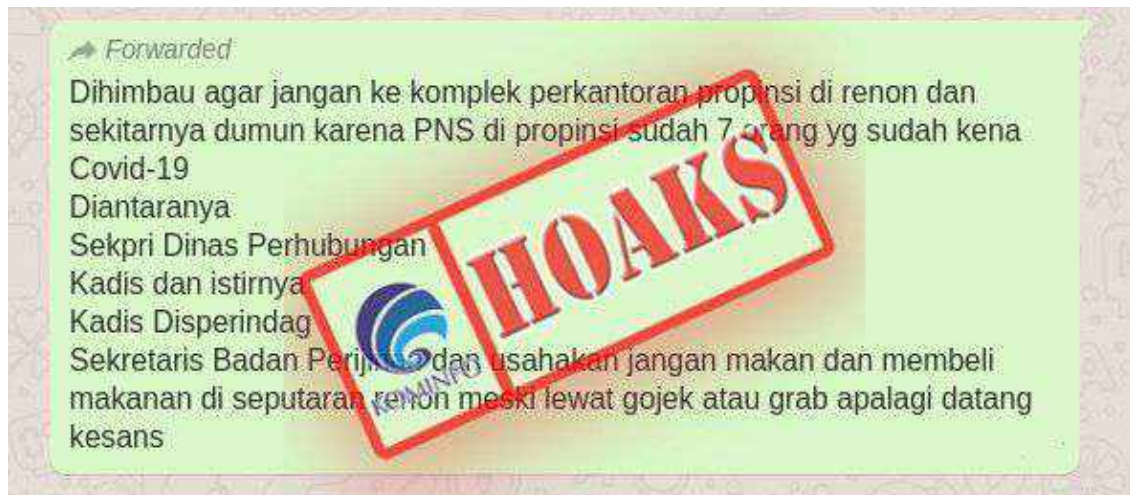 Forwarded
Dihimbau agar jangan ke komplek perkantoran propinsi di renon dan
sekitarnya dumun karena PNS di propinsi sudah 7 orang yg sudah kena
Covid-19
Diantaranya
Sekpri Dinas Perhubungan
Kadis dan istirnya
Kadis Disperindag
Sekretaris Badan dan usahakan jangan makan dan membeli
makanan di seputaran renon meski lewat gojek atau grab apalagi datang
kesans
KOMINFO
HOAKS